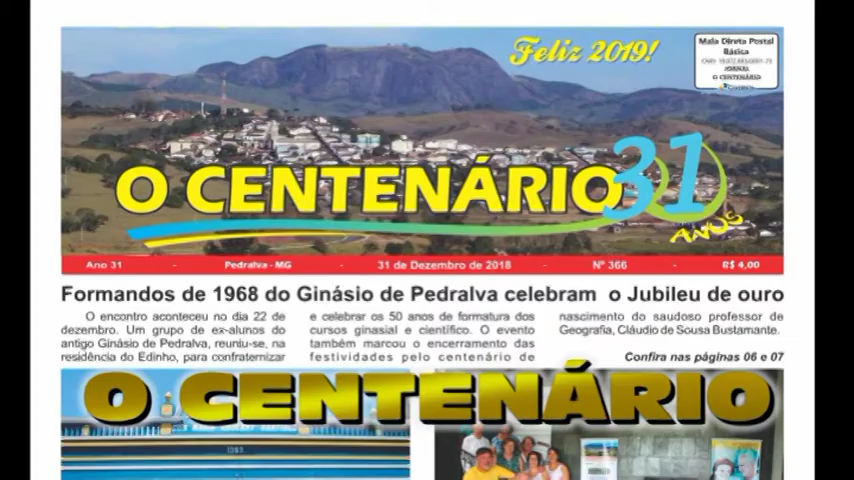 Feliz 2019!
Mala Direta Postal
Básica
O CENTENÁRIO
O CENTENÁRIO 31
ANOS
Ano 31 - Pedralva - MG - 31 de Dezembro de 2018 - Nº 366 - R$ 4,00
Formandos de 1968 do Ginásio de Pedralva celebram o Jubileu de ouro
O encontro aconteceu no dia 22 de
dezembro. Um grupo de ex-alunos do
antigo Ginásio de Pedralva, reuniu-se, na
residência do Edinho, para confraternizar
e celebrar os 50 anos de formatura dos
cursos ginasial e científico. O evento
também marcou o encerramento das
festividades pelo centenário de
nascimento do saudoso professor de
Geografia, Cláudio de Sousa Bustamante.
Confira nas páginas 06 e 07
O CENTENÁRIO